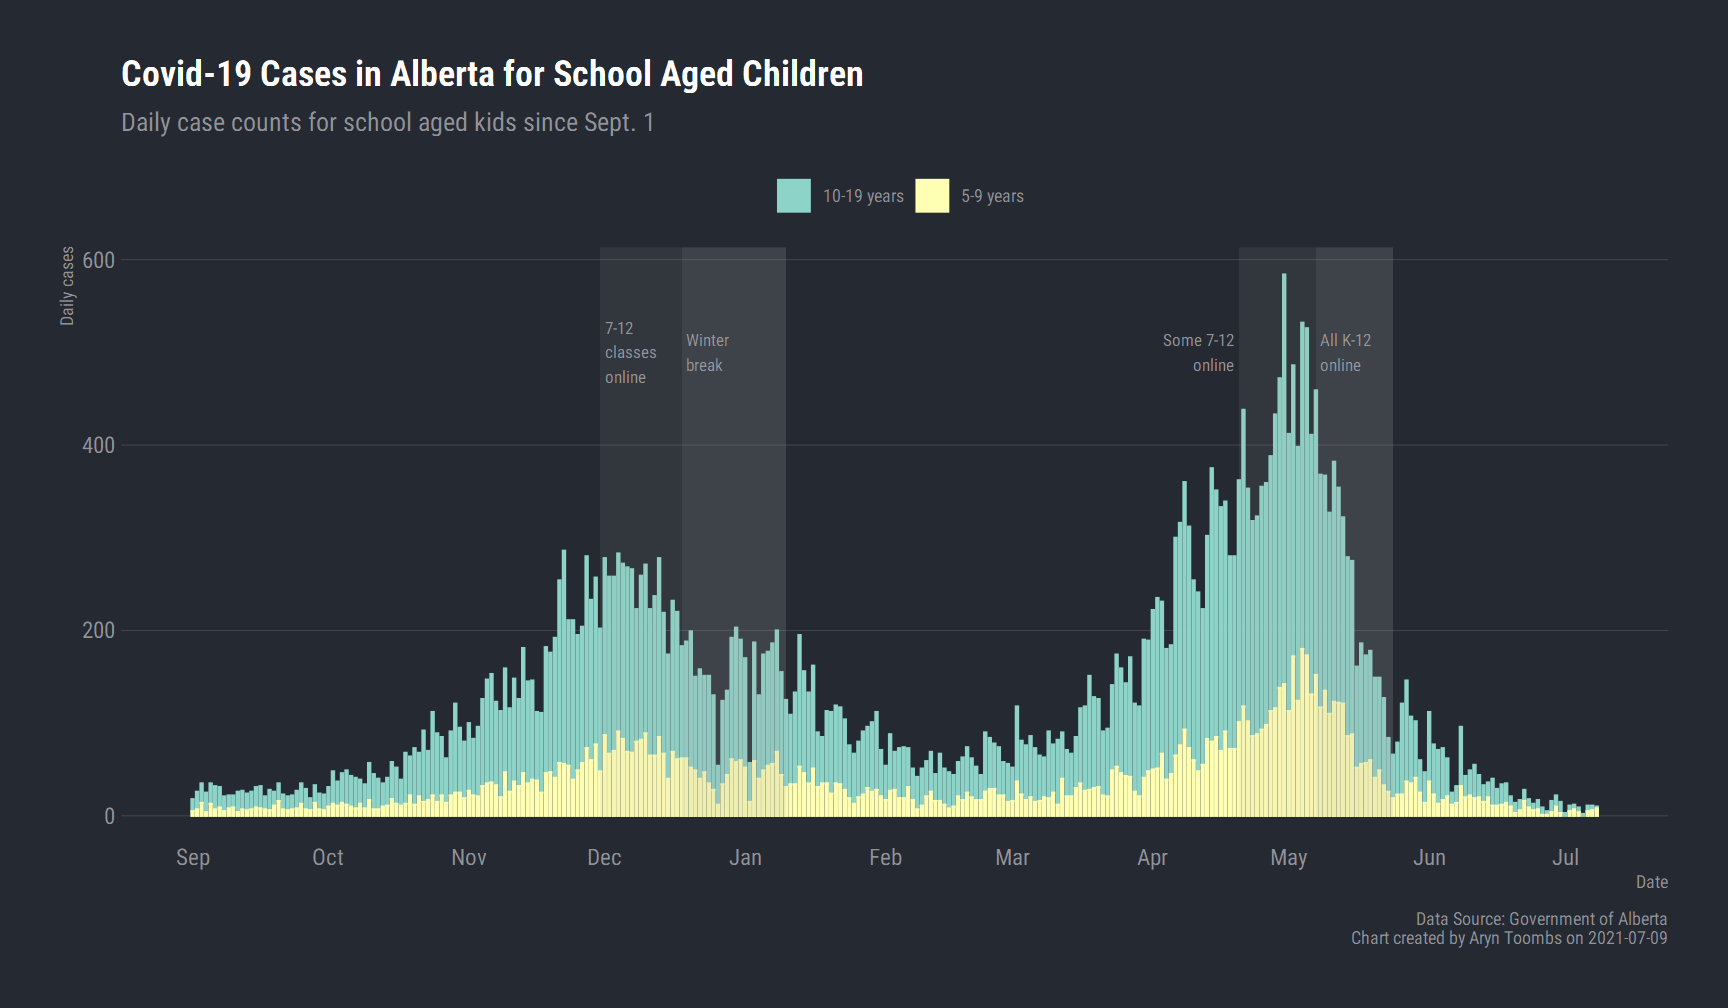 Covid-19 Cases in Alberta for School Aged Children
Daily case counts for school aged kids since Sept. 1
10-19 years
5-9 years
Daily cases
600
400
200
0
7-12
classes
online
Winter
break
Some 7-12
online
All K-12
online
Sep
Oct
Nov
Dec
Jan
Feb
Mar
Apr
May
Jun
Jul
Date
Data Source: Government of Alberta
Chart created by Aryn Toombs on 2021-07-09